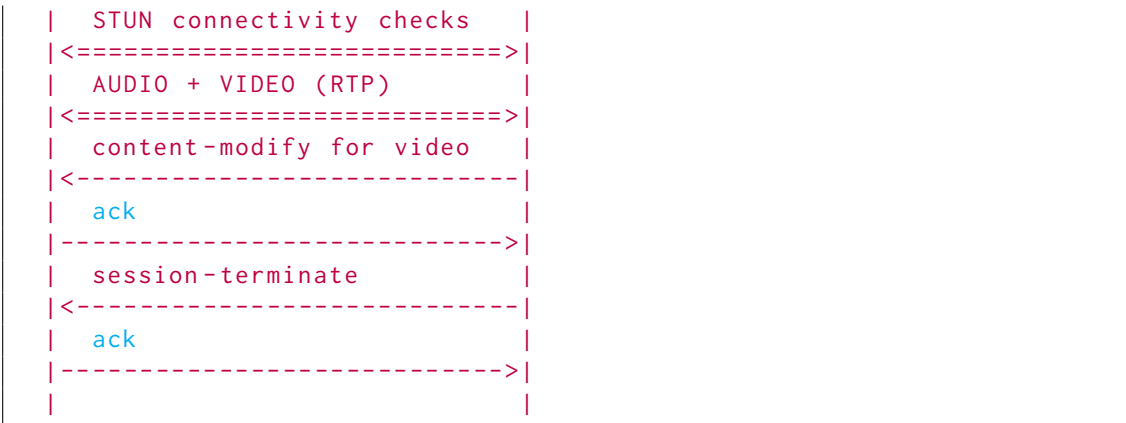 |  STUN connectivity checks  |
|<===========================>|
|  AUDIO + VIDEO (RTP)        |
|<===========================>|
|  content-modify for video   |
|<----------------------------|
|  ack                        |
|---------------------------->|
|  session-terminate          |
|<----------------------------|
|  ack                        |
|---------------------------->|
|                             |